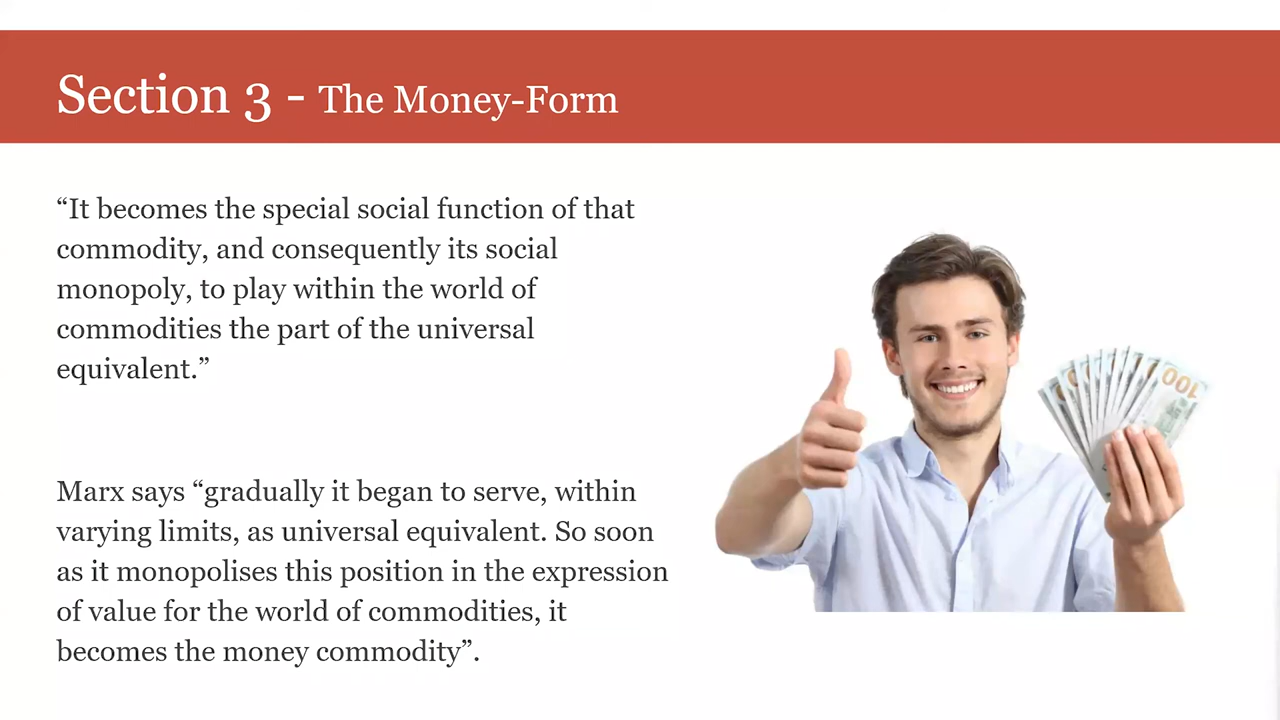 Section 3 - The Money-Form
“It becomes the special social function of that
commodity, and consequently its social
monopoly, to play within the world of
commodities the part of the universal
equivalent.”
Marx says “gradually it began to serve, within
varying limits, as universal equivalent. So soon
as it monopolises this position in the expression
of value for the world of commodities, it
becomes the money commodity”.
100